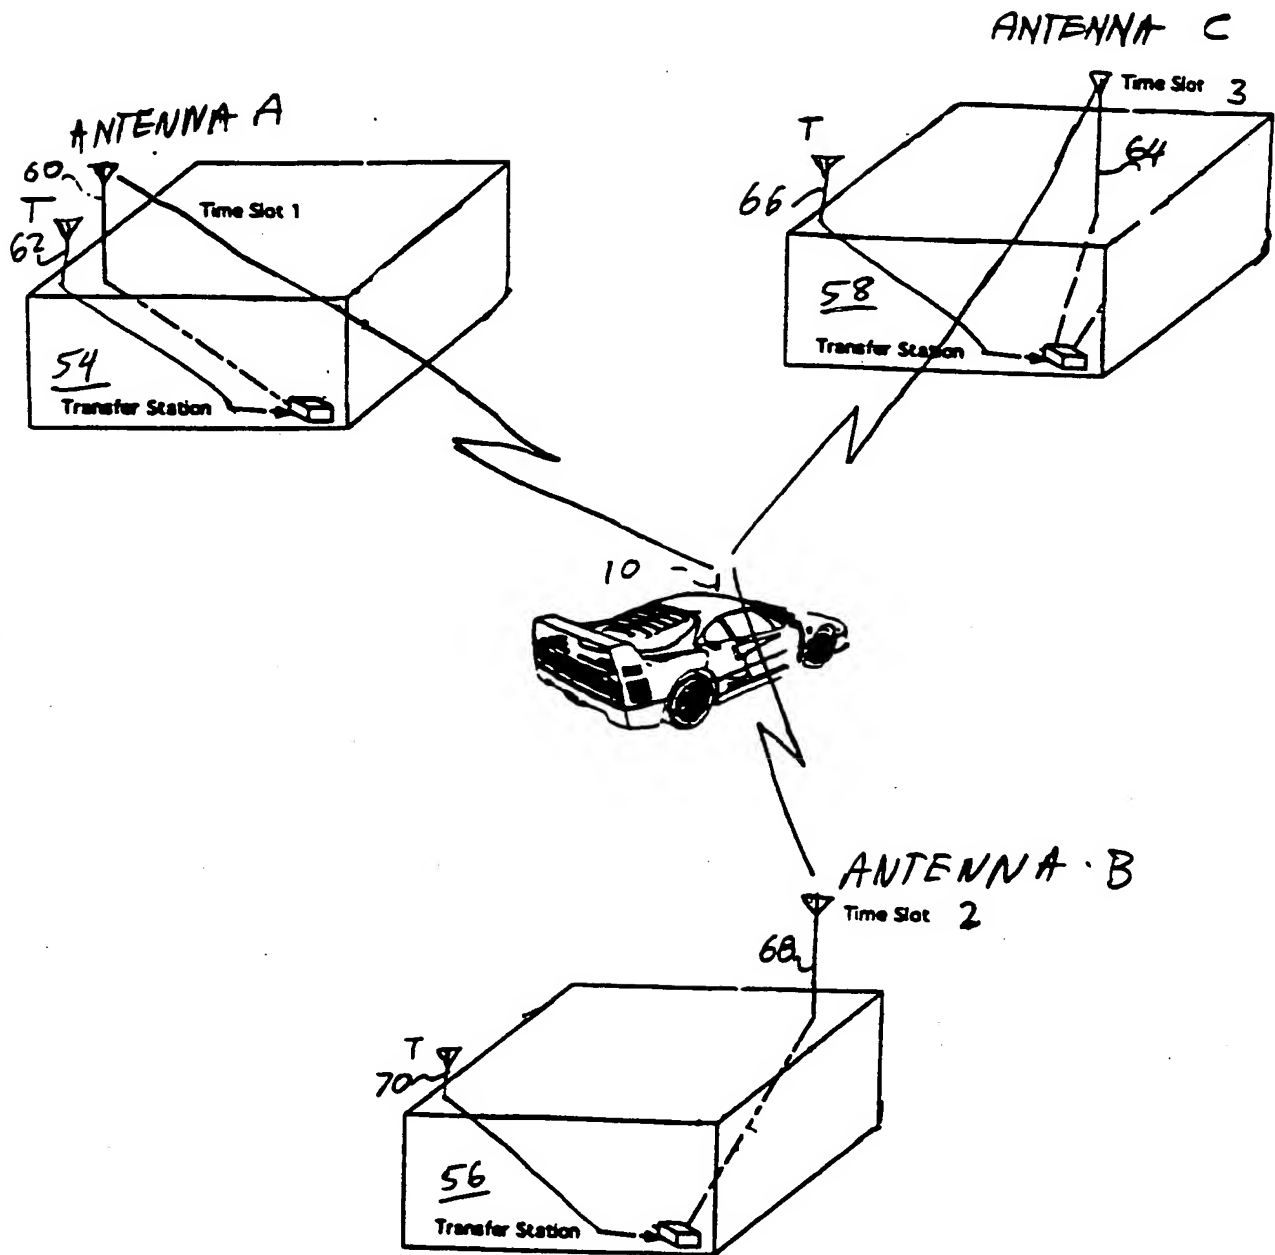 ANTENNA C
Time Slot 3
ANTENNA A
T
64
60
66
Time Slot 1
T
62
58
54
Transfer Station
Transfer Station
10
ANTENNA B
Time Slot 2
68
T
70
56
Transfer Station